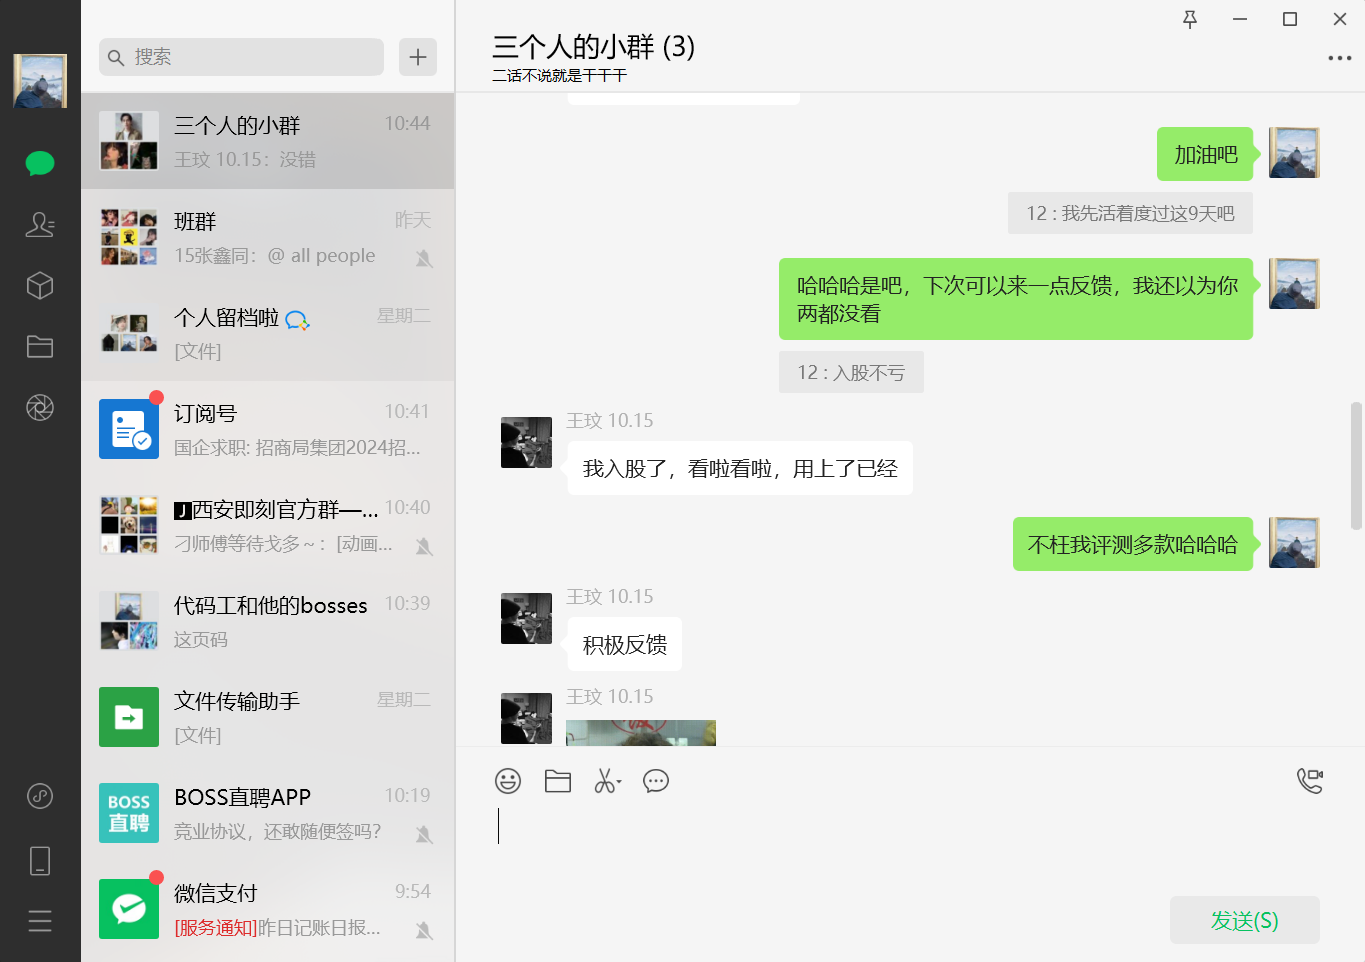 搜索
三个人的小群
10:44
王玟 10.15：没错
班群
昨天
15张鑫同：@ all people
个人留档啦
星期二
[文件]
订阅号
10:41
国企求职: 招商局集团2024招...
J西安即刻官方群—...
10:40
刁师傅等待戈多～：[动画...
代码工和他的bosses
10:39
这页码
文件传输助手
星期二
[文件]
BOSS
直聘
BOSS直聘APP
10:19
竞业协议，还敢随便签吗?
微信支付
9:54
[服务通知]昨日记账日报...
三个人的小群 (3)
二话不说就是干干干
加油吧
12 : 我先活着度过这9天吧
哈哈哈是吧，下次可以来一点反馈，我还以为你
两都没看
12 : 入股不亏
王玟 10.15
我入股了，看啦看啦，用上了已经
不枉我评测多款哈哈哈
王玟 10.15
积极反馈
王玟 10.15
发送(S)